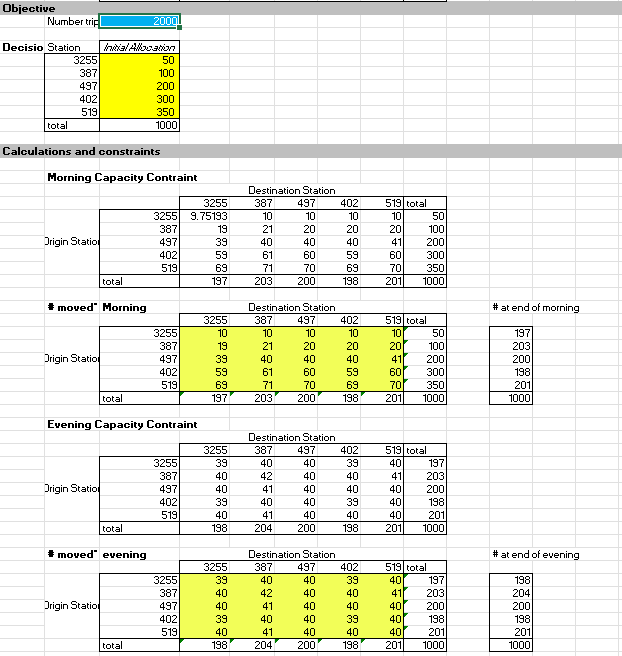 Objective
Number trip 2000
Decisio Station Initial Allocation
3255 50
387 100
497 200
402 300
519 350
total 1000
Calculations and constraints
Morning Capacity Contraint
Destination Station
3255 387 497 402 519 total
3255 9.75193 10 10 10 10 50
387 19 21 20 20 20 100
Origin Station 497 39 40 40 40 41 200
402 59 61 60 59 60 300
519 69 71 70 69 70 350
total 197 203 200 198 201 1000
# moved" Morning Destination Station # at end of morning
3255 387 497 402 519 total
3255 10 10 10 10 10 50 197
387 19 21 20 20 20 100 203
Origin Station 497 39 40 40 40 41 200 200
402 59 61 60 59 60 300 198
519 69 71 70 69 70 350 201
total 197 203 200 198 201 1000 1000
Evening Capacity Contraint
Destination Station
3255 387 497 402 519 total
3255 39 40 40 39 40 197
387 40 42 40 40 41 203
Origin Station 497 40 41 40 40 40 200
402 39 40 40 39 40 198
519 40 41 40 40 40 201
total 198 204 200 198 201 1000
# moved" evening Destination Station # at end of evening
3255 387 497 402 519 total
3255 39 40 40 39 40 197 198
387 40 42 40 40 41 203 204
Origin Station 497 40 41 40 40 40 200 200
402 39 40 40 39 40 198 198
519 40 41 40 40 40 201 201
total 198 204 200 198 201 1000 1000